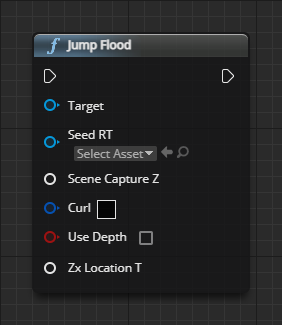 Jump Flood
Target
Seed RT
Select Asset
Scene Capture Z
Curl
Use Depth
Zx Location T